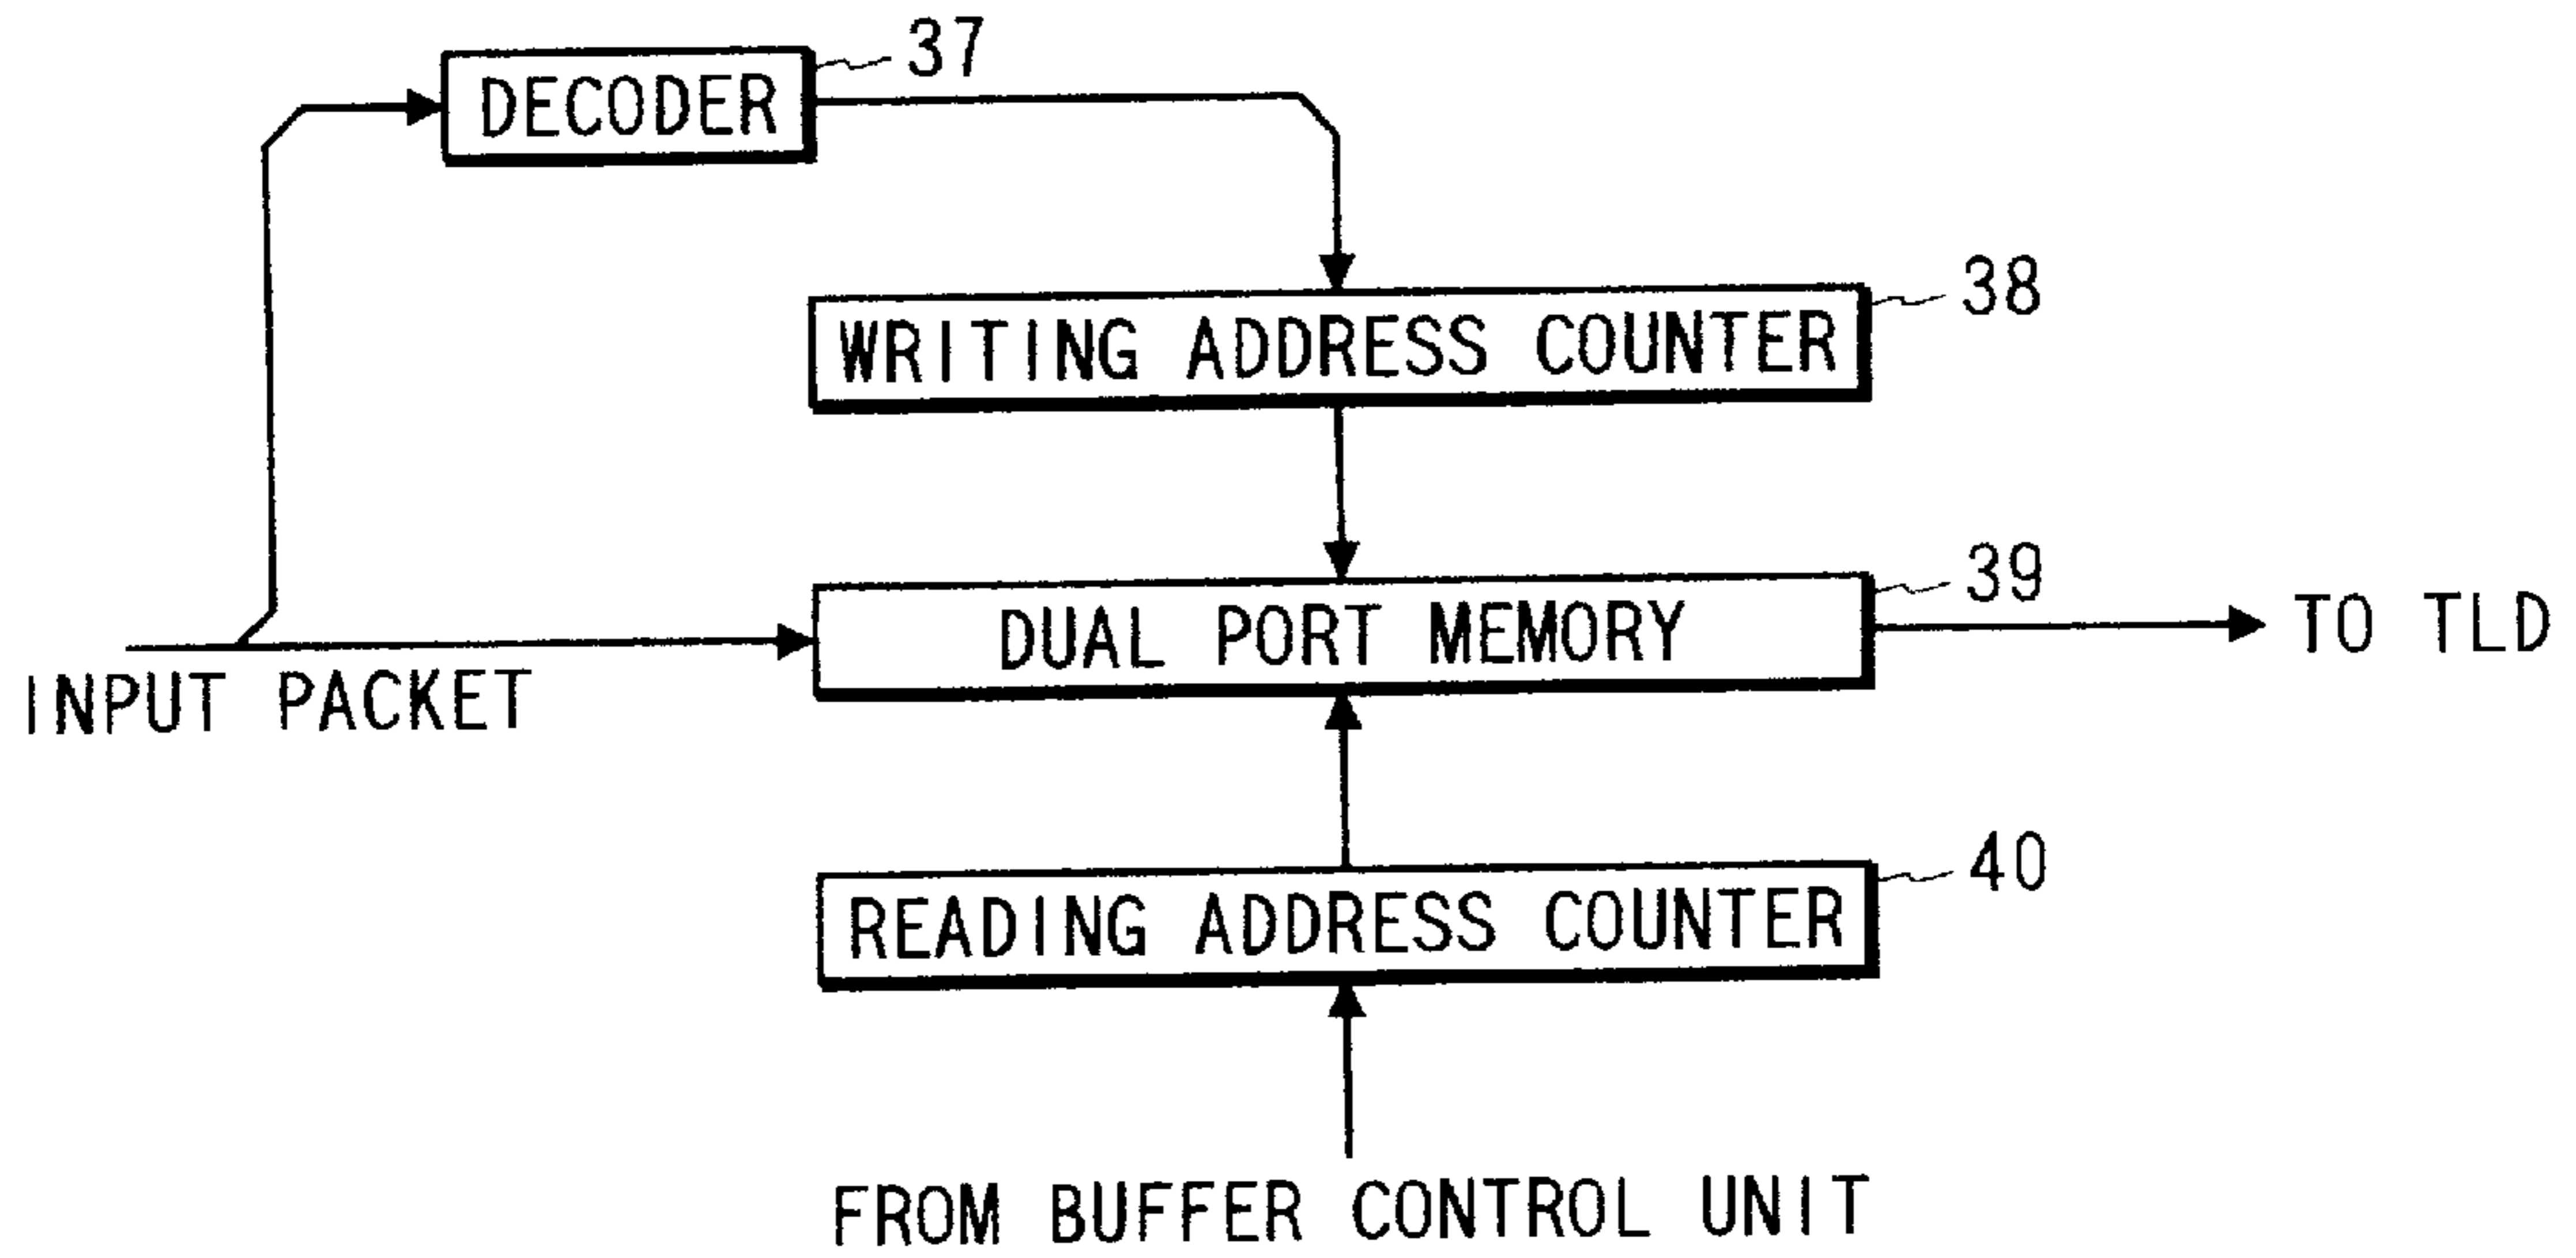 37
DECODER
38
WRITING ADDRESS COUNTER
39
DUAL PORT MEMORY
TO TLD
INPUT PACKET
40
READING ADDRESS COUNTER
FROM BUFFER CONTROL UNIT